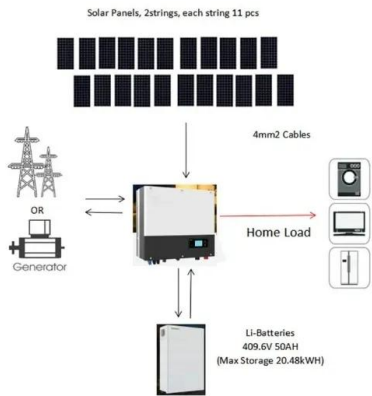 Solar Panels, 2strings, each string 11 pcs
4mm2 Cables
OR
Generator
Home Load
Li-Batteries
409.6V 50AH
(Max Storage 20.48kWH)